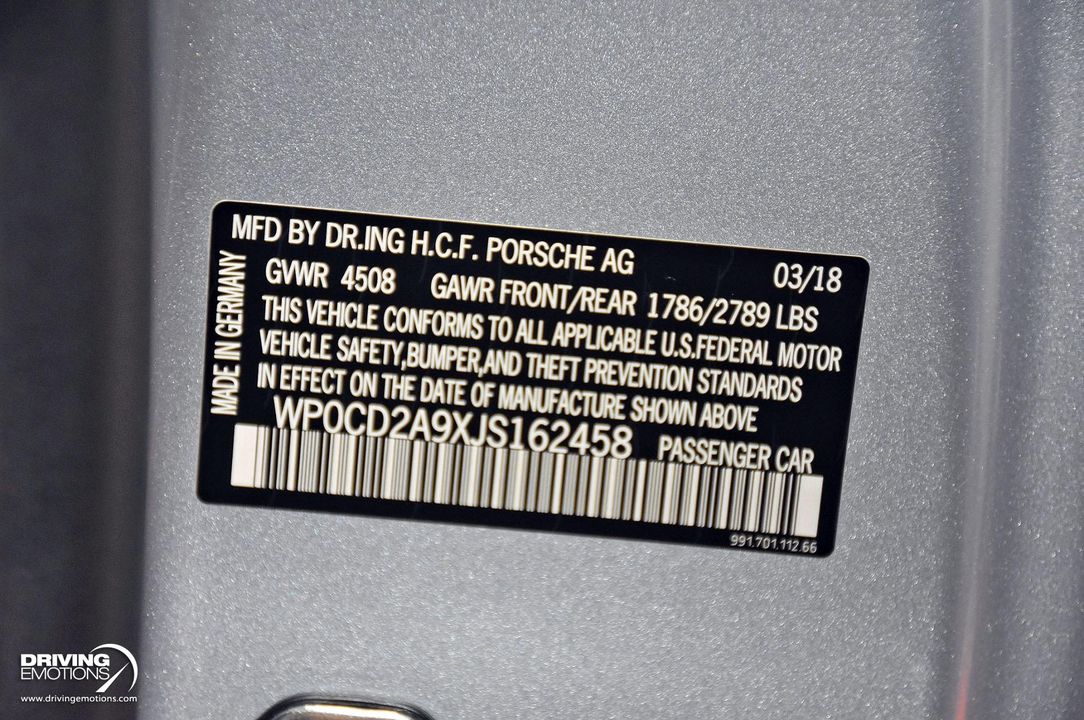 MFD BY DR.ING H.C.F. PORSCHE AG 03/18
GVWR 4508 GAWR FRONT/REAR 1786/2789 LBS
THIS VEHICLE CONFORMS TO ALL APPLICABLE U.S.FEDERAL MOTOR
VEHICLE SAFETY,BUMPER,AND THEFT PREVENTION STANDARDS
IN EFFECT ON THE DATE OF MANUFACTURE SHOWN ABOVE
WP0CD2A9XJS162458 PASSENGER CAR
MADE IN GERMANY
991.701.112.66
DRIVING
EMOTIONS
www.drivingemotions.com